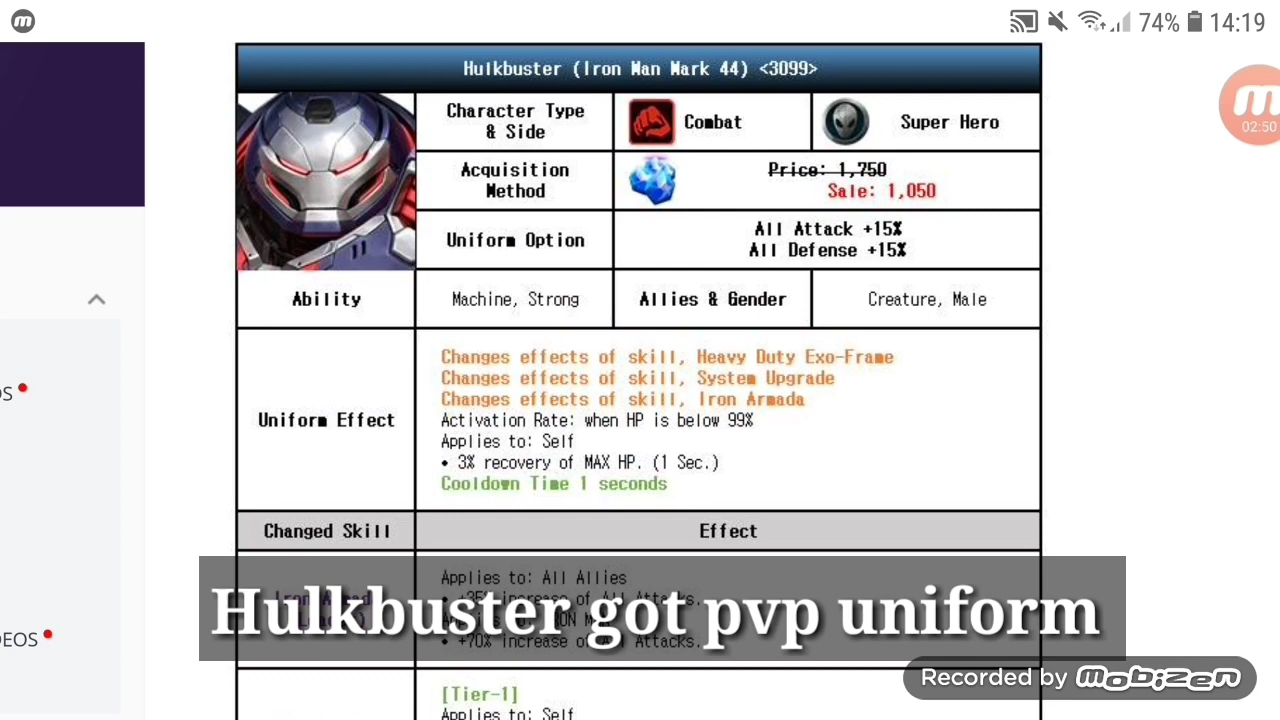 74% 14:19
Hulkbuster (Iron Man Mark 44) <3099>
02:50
Character Type
& Side
Combat
Super Hero
Acquisition
Method
Price: 1,750
Sale: 1,050
Uniform Option
All Attack +15%
All Defense +15%
Ability
Machine, Strong
Allies & Gender
Creature, Male
Uniform Effect
Changes effects of skill, Heavy Duty Exo-Frame
Changes effects of skill, System Upgrade
Changes effects of skill, Iron Armada
Activation Rate: when HP is below 99%
Applies to: Self
• 3% recovery of MAX HP. (1 Sec.)
Cooldown Time 1 seconds
Changed Skill
Effect
Applies to: All Allies
Hulkbuster got pvp uniform
• +70% increase of All Attacks.
Recorded by MOBIZEN
[Tier-1]
Applies to: Self